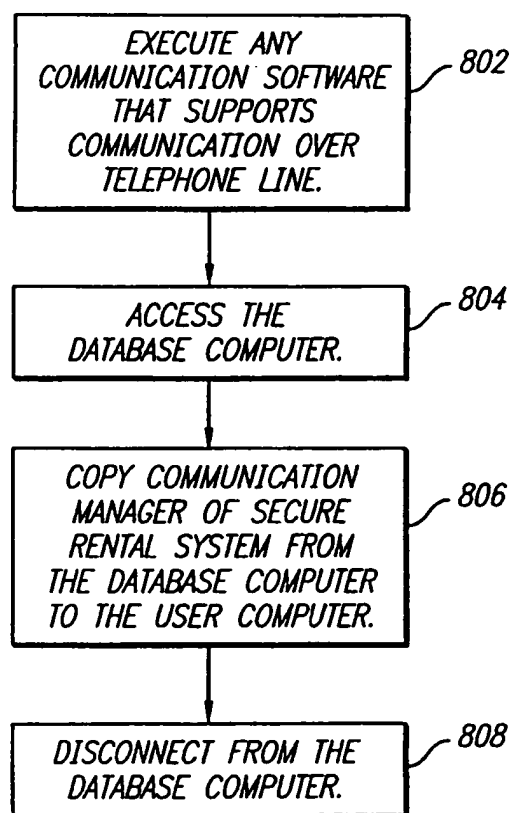 EXECUTE ANY
COMMUNICATION SOFTWARE
THAT SUPPORTS
COMMUNICATION OVER
TELEPHONE LINE.
802
ACCESS THE
DATABASE COMPUTER.
804
COPY COMMUNICATION
MANAGER OF SECURE
RENTAL SYSTEM FROM
THE DATABASE COMPUTER
TO THE USER COMPUTER.
806
DISCONNECT FROM THE
DATABASE COMPUTER.
808